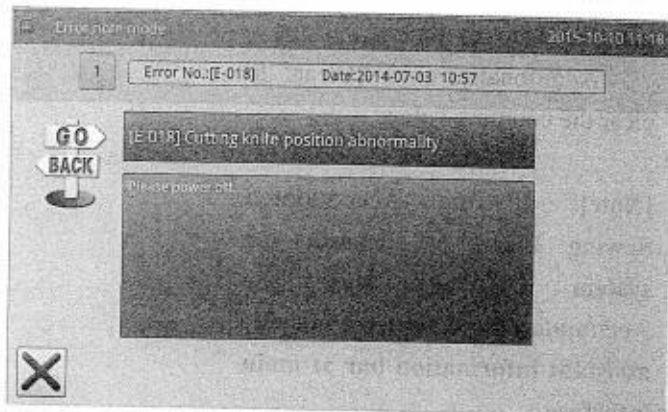 Error note mode
2015-10-10 11:18
1
Error No.:[E-018] Date:2014-07-03 10:57
GO
BACK
[E-018] Cutting knife position abnormality
Please power off.